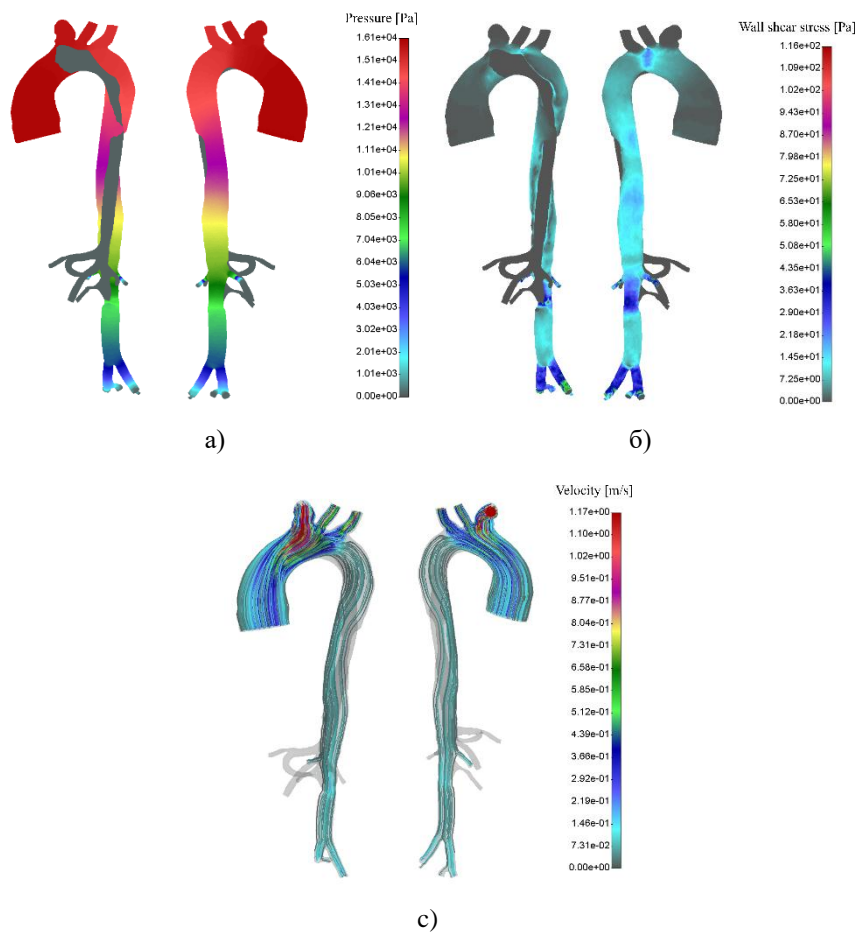 Pressure [Pa]
1.61e+04
1.51e+04
1.41e+04
1.31e+04
1.21e+04
1.11e+04
1.01e+04
9.06e+03
8.05e+03
7.04e+03
6.04e+03
5.03e+03
4.03e+03
3.02e+03
2.01e+03
1.01e+03
0.00e+00
a)
Wall shear stress [Pa]
1.16e+02
1.09e+02
1.02e+02
9.43e+01
8.70e+01
7.98e+01
7.25e+01
6.53e+01
5.80e+01
5.08e+01
4.35e+01
3.63e+01
2.90e+01
2.18e+01
1.45e+01
7.25e+00
0.00e+00
б)
Velocity [m/s]
1.17e+00
1.10e+00
1.02e+00
9.51e-01
8.77e-01
8.04e-01
7.31e-01
6.58e-01
5.85e-01
5.12e-01
4.39e-01
3.66e-01
2.92e-01
2.19e-01
1.46e-01
7.31e-02
0.00e+00
c)